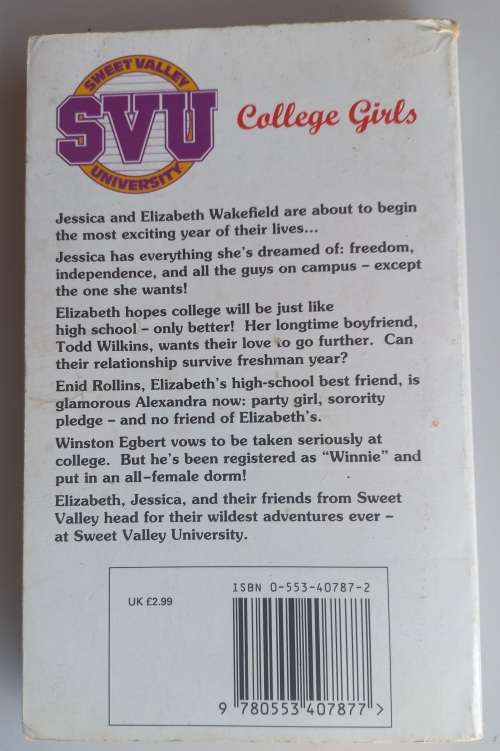 SWEET VALLEY
SVU
UNIVERSITY
College Girls
Jessica and Elizabeth Wakefield are about to begin
the most exciting year of their lives...
Jessica has everything she's dreamed of: freedom,
independence, and all the guys on campus – except
the one she wants!
Elizabeth hopes college will be just like
high school – only better! Her longtime boyfriend,
Todd Wilkins, wants their love to go further. Can
their relationship survive freshman year?
Enid Rollins, Elizabeth's high-school best friend, is
glamorous Alexandra now: party girl, sorority
pledge – and no friend of Elizabeth's.
Winston Egbert vows to be taken seriously at
college. But he's been registered as "Winnie" and
put in an all–female dorm!
Elizabeth, Jessica, and their friends from Sweet
Valley head for their wildest adventures ever –
at Sweet Valley University.
ISBN 0-553-40787-2
UK £2.99
9 780553 407877 >